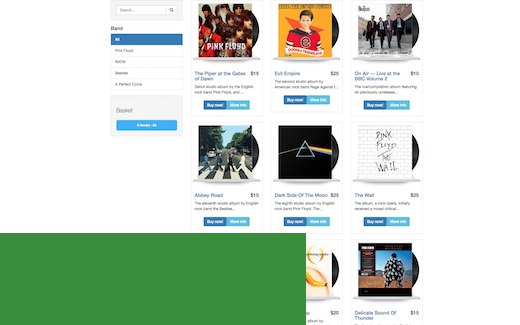 Search...
Band
All
Pink Floyd
RATM
Beatles
A Perfect Circle
Basket
0 item(s) - $0
PINK FLOYD
The Piper at the Gates of Dawn $15
Debut studio album by the English rock band Pink Floyd, and...
Buy now! More info
Evil Empire $25
The second studio album by American rock band Rage Against t...
Buy now! More info
The BEATLES
On Air — Live at the BBC Volume 2 $10
40 previously unrelease...
Buy now! More info
Abbey Road $10
The eleventh studio album by English rock band the Beatles...
Buy now! More info
Dark Side Of The Moon $25
The eighth studio album by English rock band Pink Floyd. The...
Buy now! More info
PINK FLOYD THE WALL
The Wall $25
The album, a rock opera, initially received a mixed critical...
Buy now! More info
$20
album by
Delicate Sound Of Thunder $15